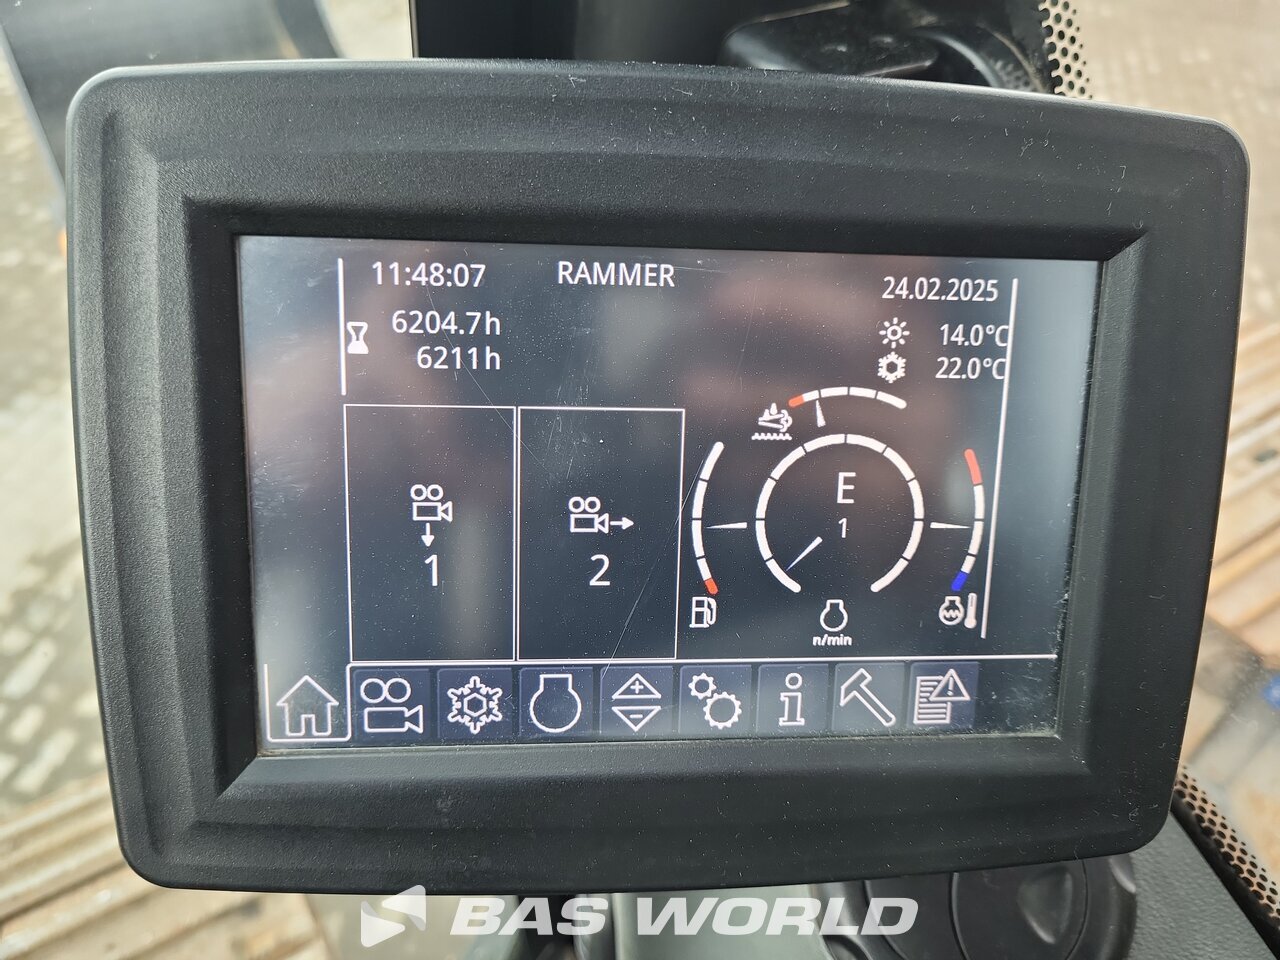 11:48:07 RAMMER 24.02.2025
6204.7h 14.0°C
6211h 22.0°C
E
1
1
2
n/min
BAS WORLD